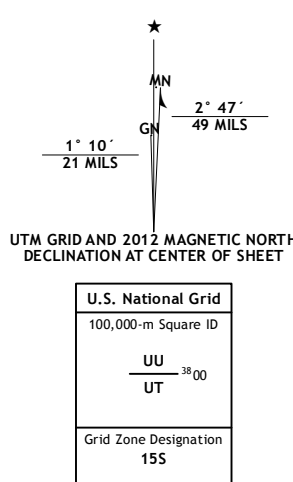 ★
MN
GN
2° 47´
49 MILS
1° 10´
21 MILS
UTM GRID AND 2012 MAGNETIC NORTH
DECLINATION AT CENTER OF SHEET
U.S. National Grid
100,000-m Square ID
UU
3800
UT
Grid Zone Designation
15S